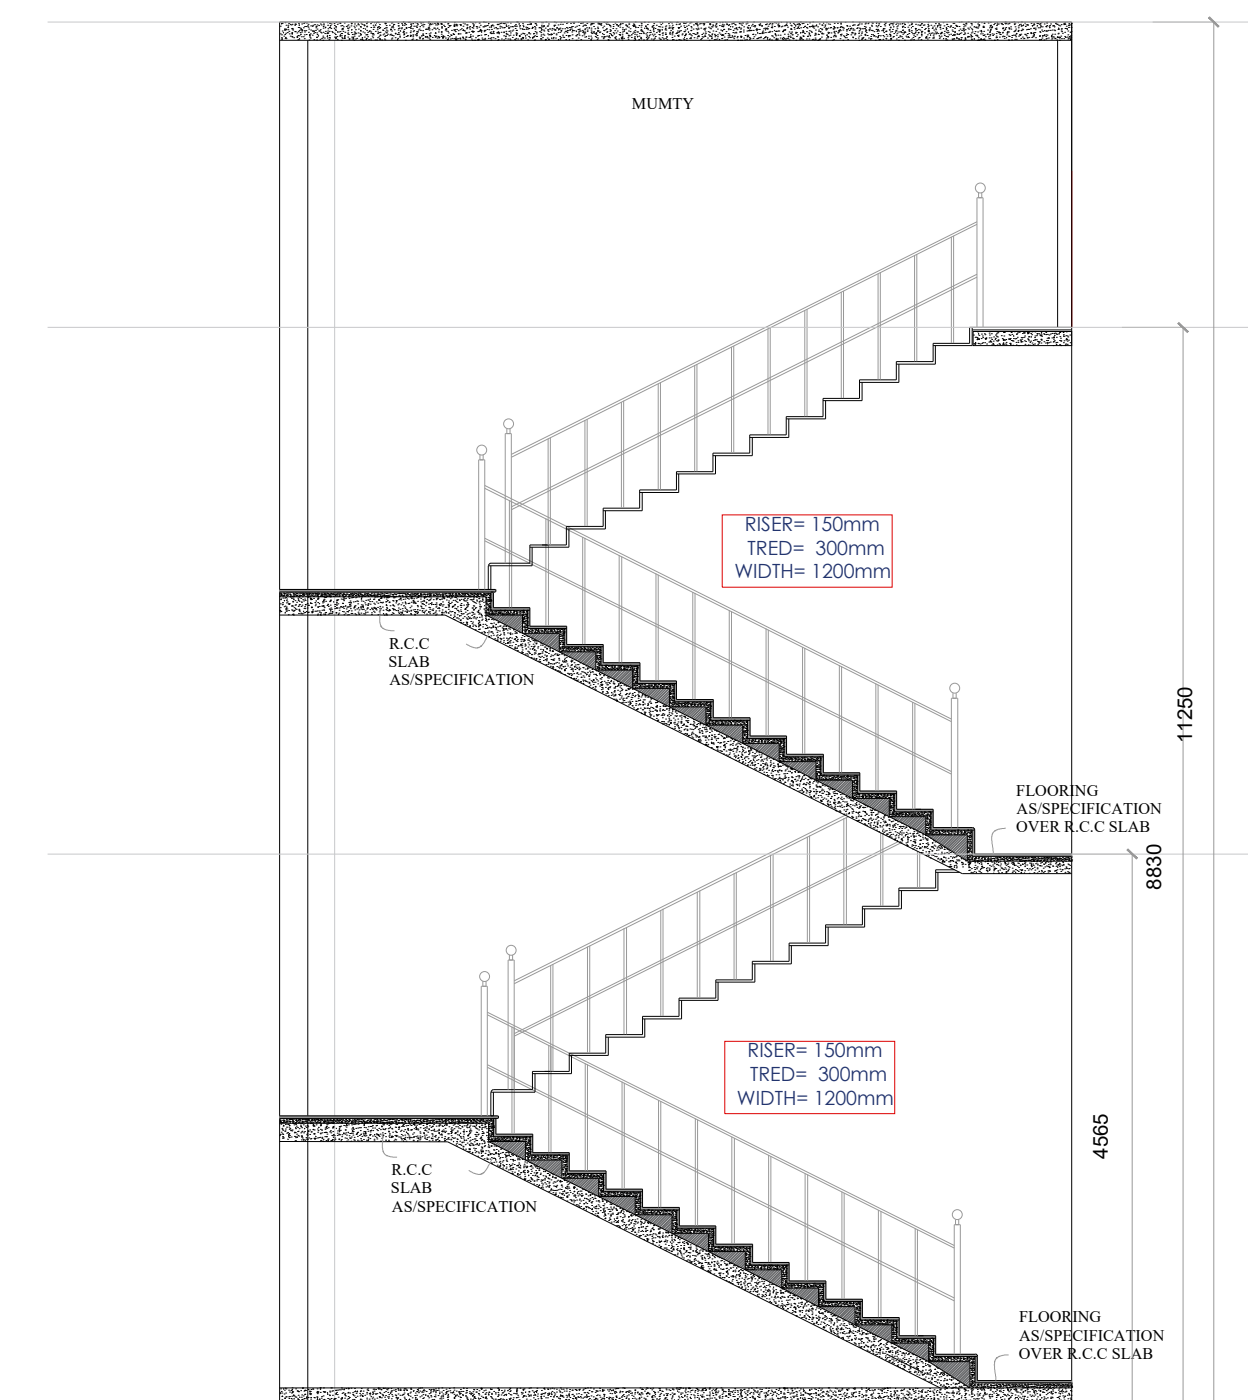 MUMTY
RISER= 150mm
TRED= 300mm
WIDTH= 1200mm
R.C.C
SLAB
AS/SPECIFICATION
11250
FLOORING
AS/SPECIFICATION
OVER R.C.C SLAB
8830
RISER= 150mm
TRED= 300mm
WIDTH= 1200mm
4565
R.C.C
SLAB
AS/SPECIFICATION
FLOORING
AS/SPECIFICATION
OVER R.C.C SLAB